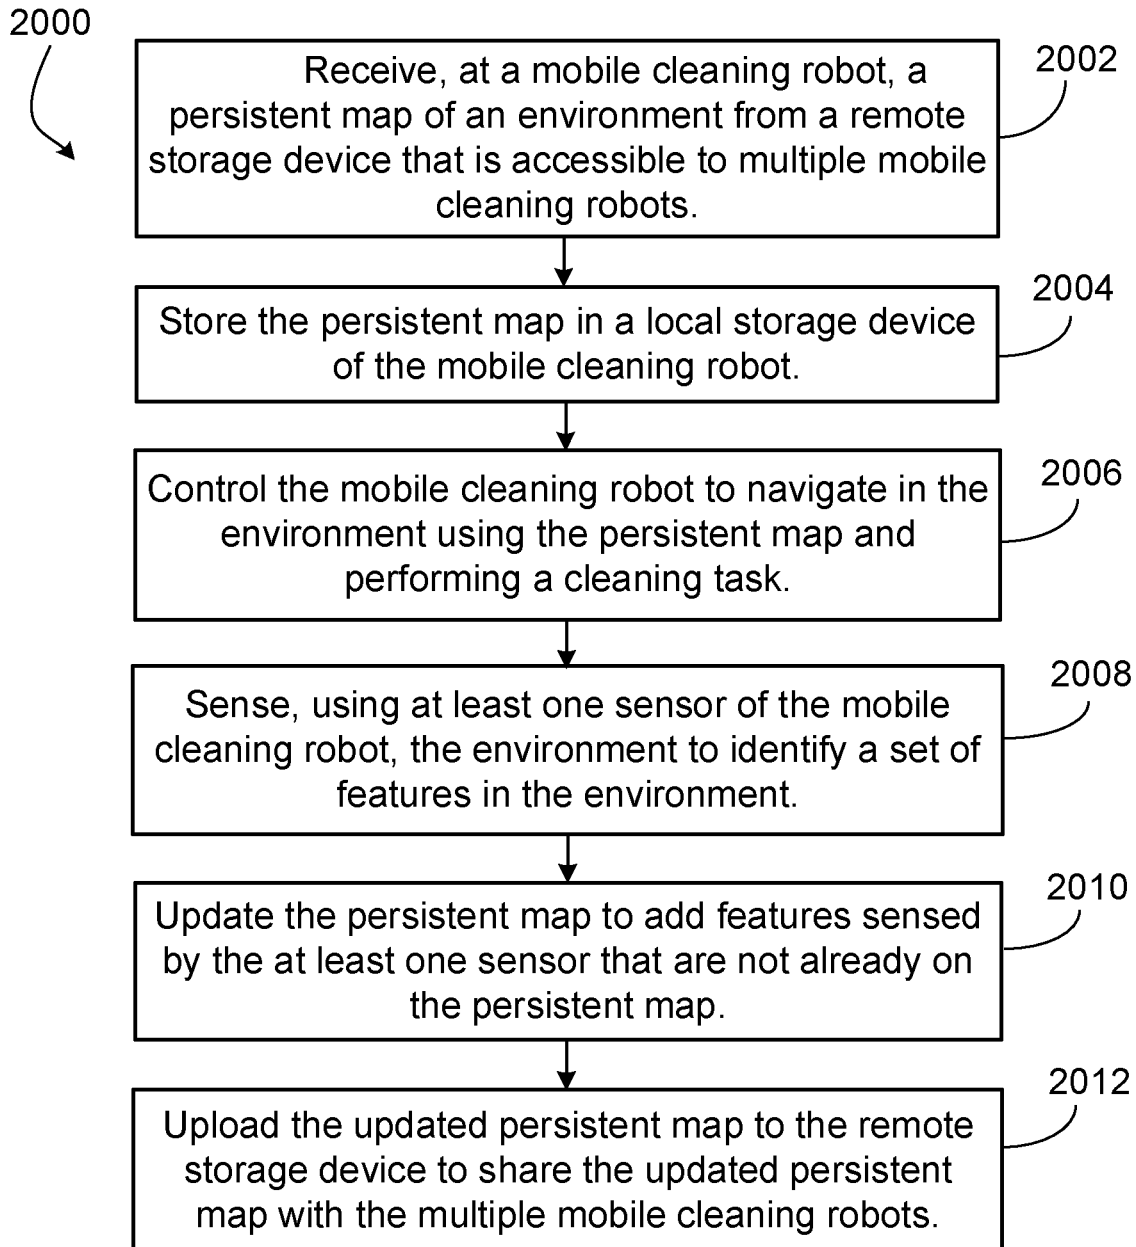 2000
2002
Receive, at a mobile cleaning robot, a
persistent map of an environment from a remote
storage device that is accessible to multiple mobile
cleaning robots.
2004
Store the persistent map in a local storage device
of the mobile cleaning robot.
2006
Control the mobile cleaning robot to navigate in the
environment using the persistent map and
performing a cleaning task.
2008
Sense, using at least one sensor of the mobile
cleaning robot, the environment to identify a set of
features in the environment.
2010
Update the persistent map to add features sensed
by the at least one sensor that are not already on
the persistent map.
2012
Upload the updated persistent map to the remote
storage device to share the updated persistent
map with the multiple mobile cleaning robots.